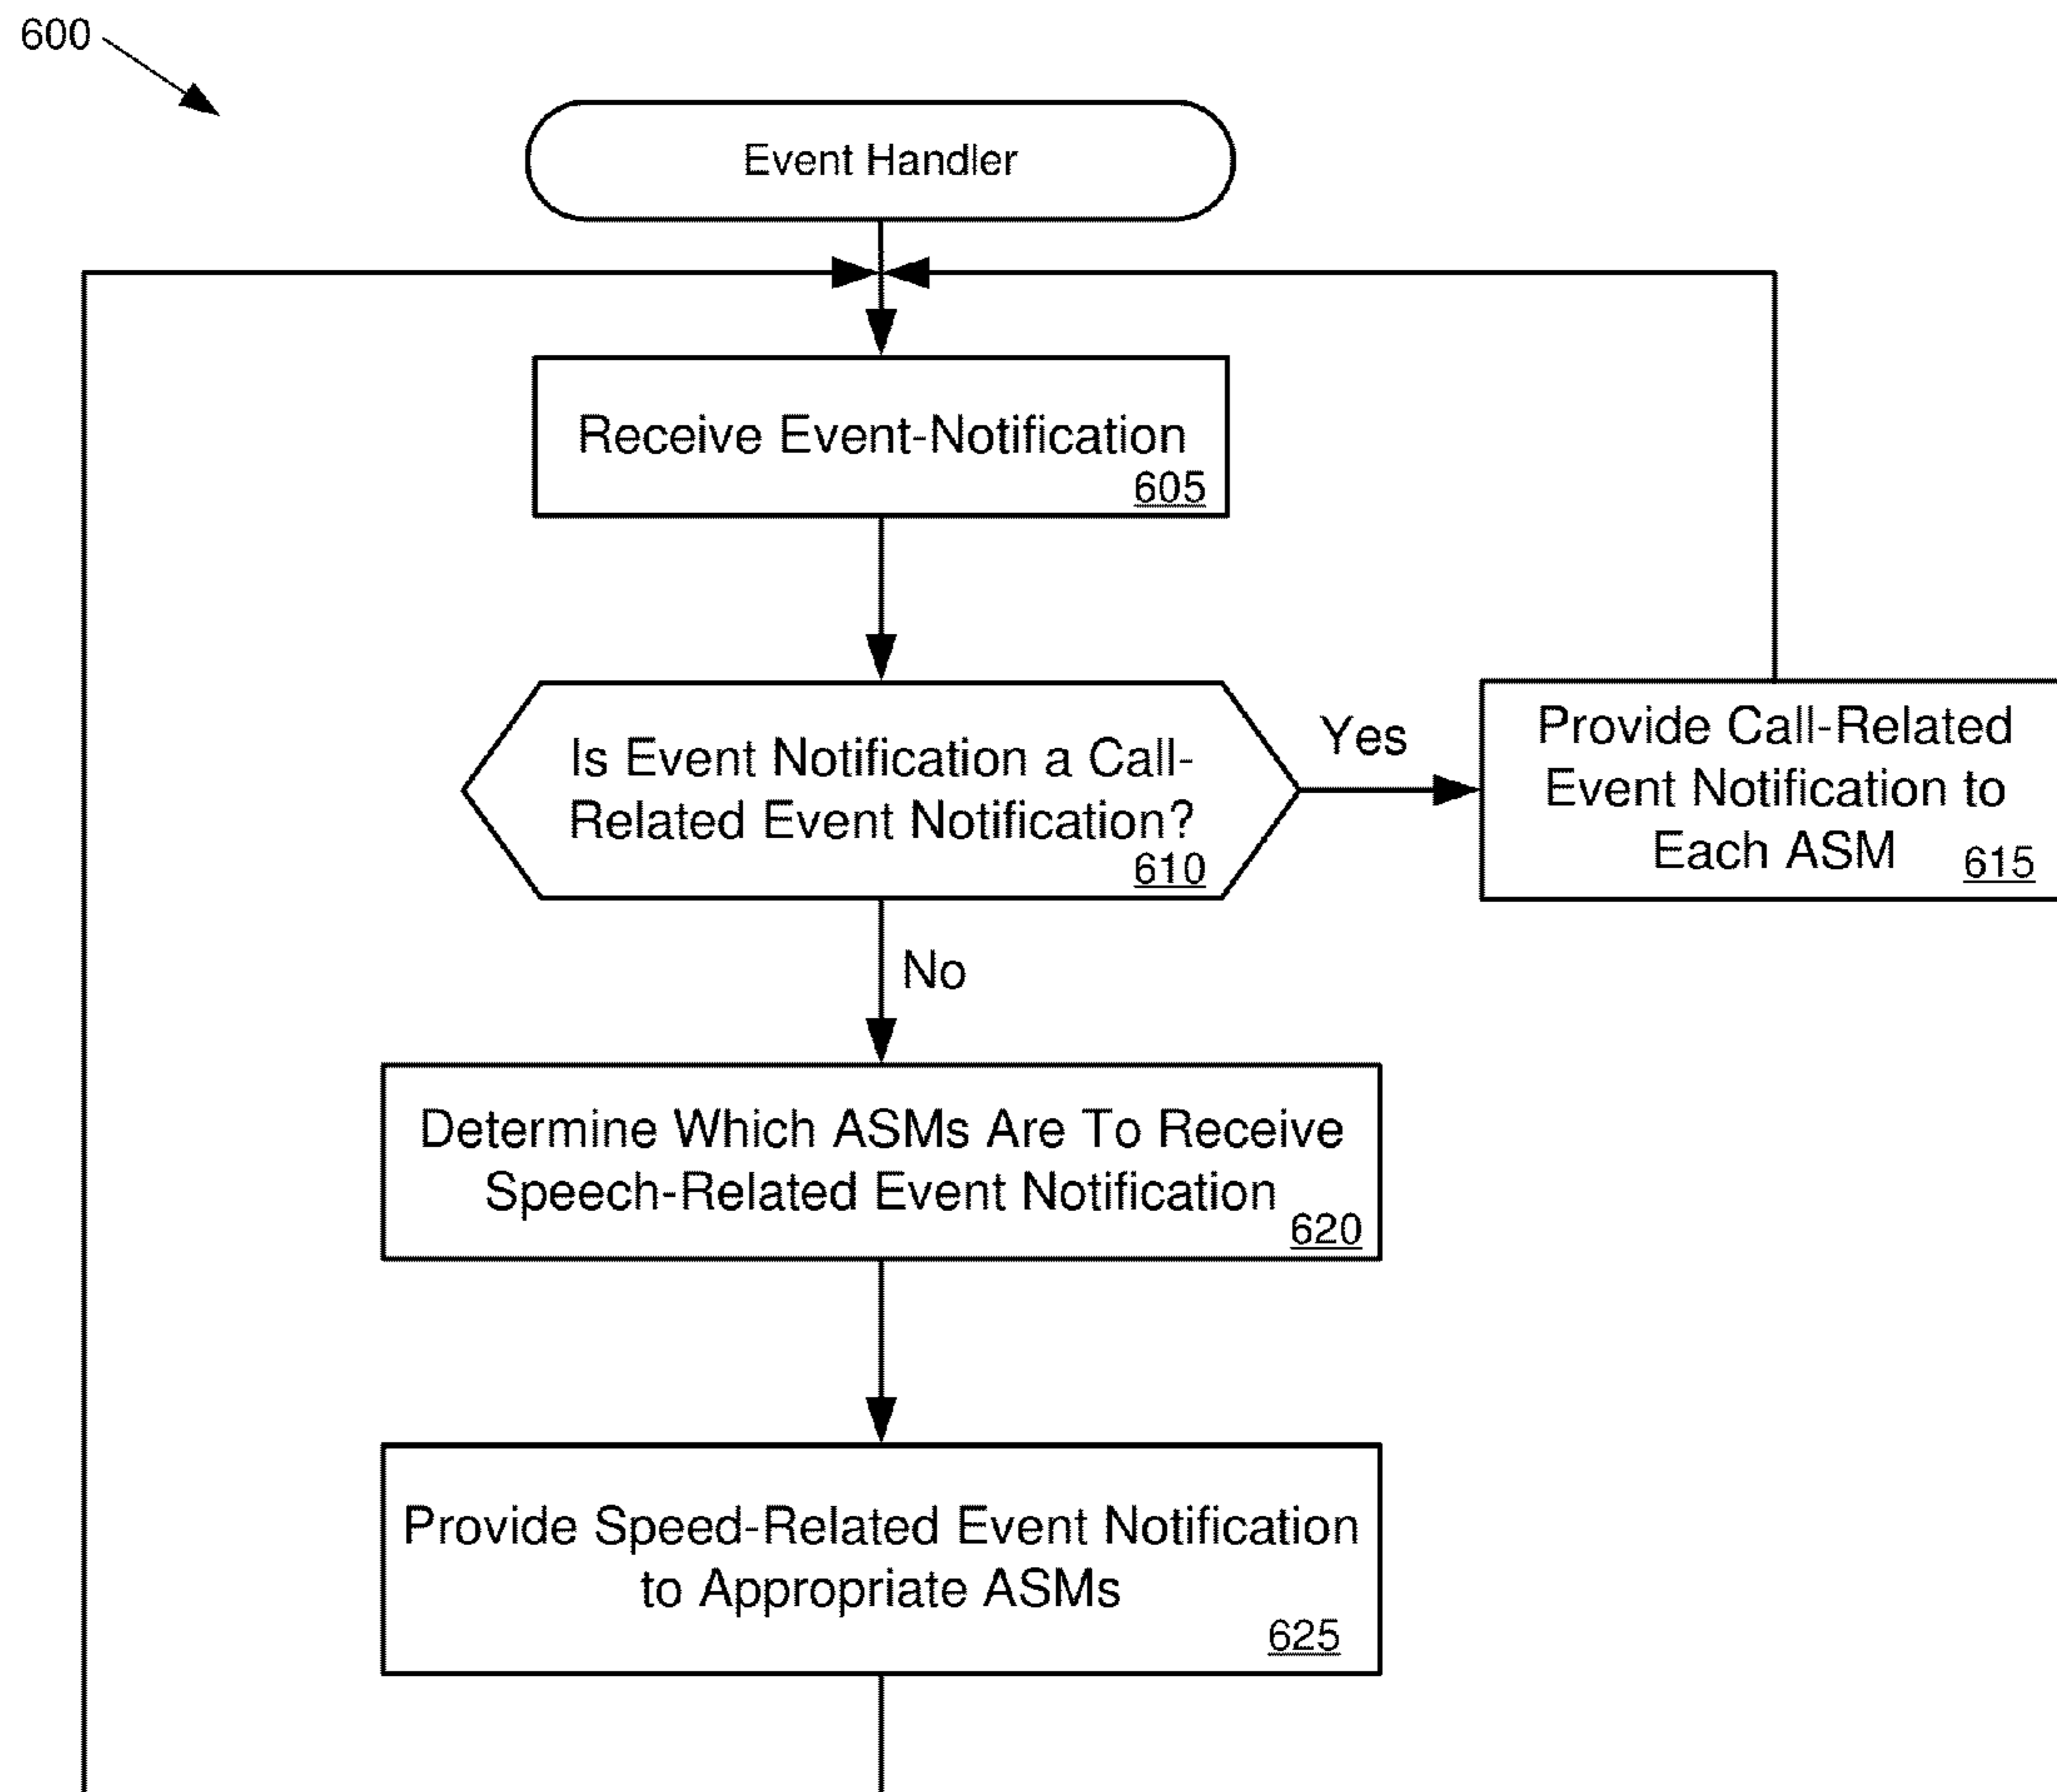 600
Event Handler
Receive Event-Notification
605
Is Event Notification a Call-
Related Event Notification?
610
Yes
Provide Call-Related
Event Notification to
Each ASM 615
No
Determine Which ASMs Are To Receive
Speech-Related Event Notification
620
Provide Speed-Related Event Notification
to Appropriate ASMs
625